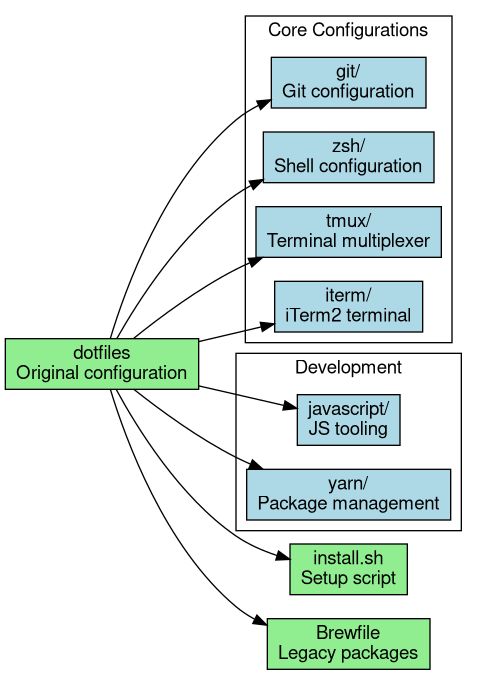 Core Configurations
git/
Git configuration
zsh/
Shell configuration
tmux/
Terminal multiplexer
iterm/
iTerm2 terminal
dotfiles
Original configuration
Development
javascript/
JS tooling
yarn/
Package management
install.sh
Setup script
Brewfile
Legacy packages